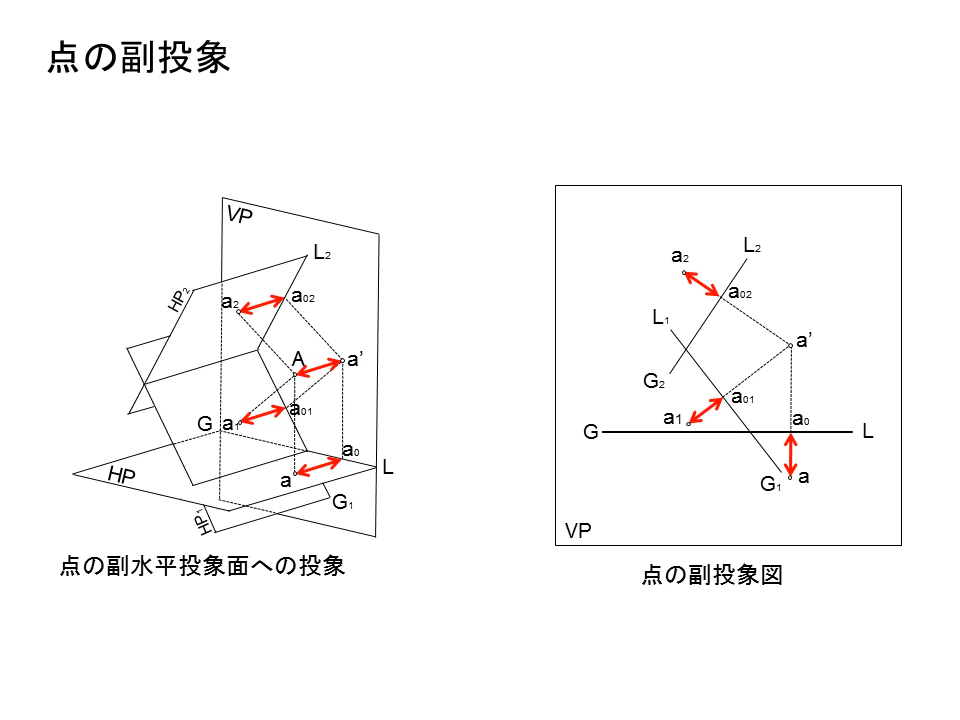 点の副投象
VP
L₂
HP₂
a₂
a₀₂
A
a’
G
a₁
a₀₁
a₀
HP
a
L
G₁
HP₁
点の副水平投象面への投象
a₂
L₂
a₀₂
L₁
a’
G₂
a₀₁
a₁
a₀
G
L
G₁
a
VP
点の副投象図